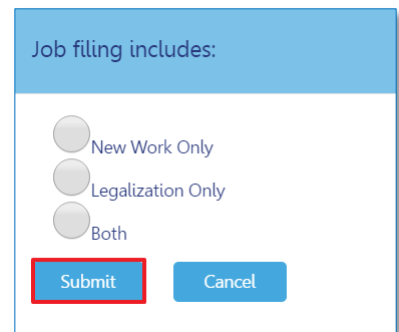 Job filing includes:
New Work Only
Legalization Only
Both
Submit Cancel